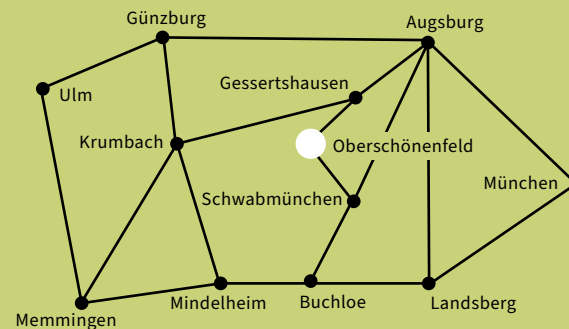 Günzburg
Augsburg
Gessertshausen
Ulm
Krumbach
Oberschönenfeld
München
Schwabmünchen
Mindelheim
Buchloe
Landsberg
Memmingen